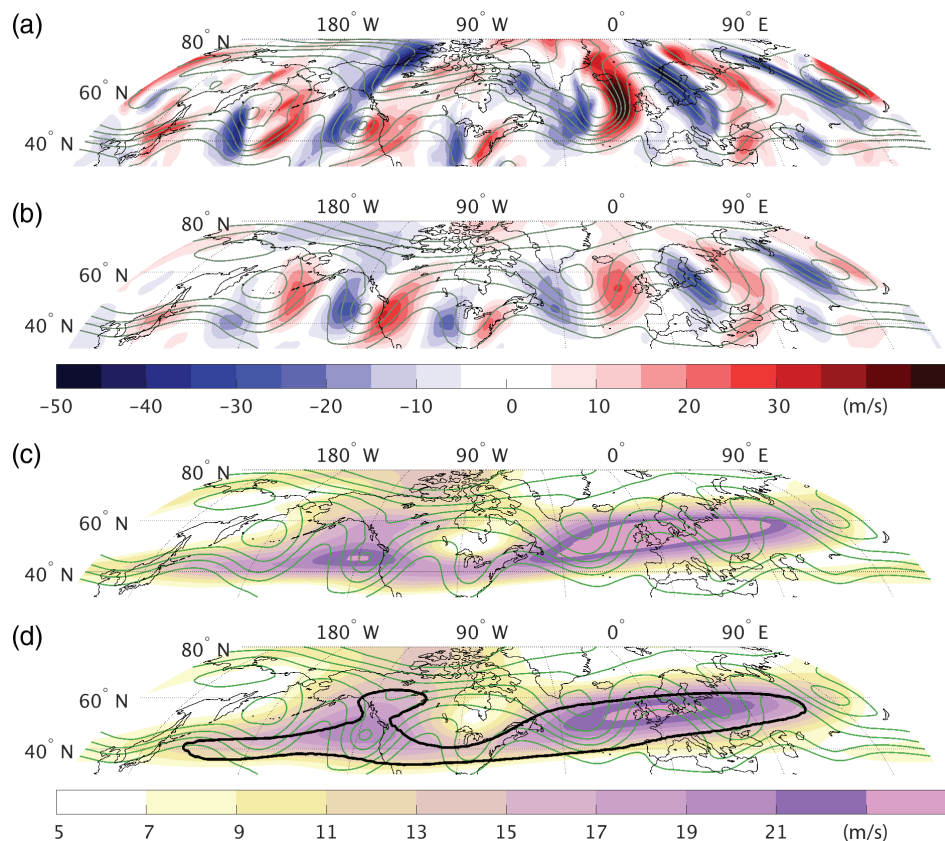 (a)
180° W 90° W 0° 90° E
80° N
60° N
40° N
(b)
180° W 90° W 0° 90° E
80° N
60° N
40° N
−50 −40 −30 −20 −10 0 10 20 30 (m/s)
(c)
180° W 90° W 0° 90° E
80° N
60° N
40° N
(d)
180° W 90° W 0° 90° E
80° N
60° N
40° N
5 7 9 11 13 15 17 19 21 (m/s)